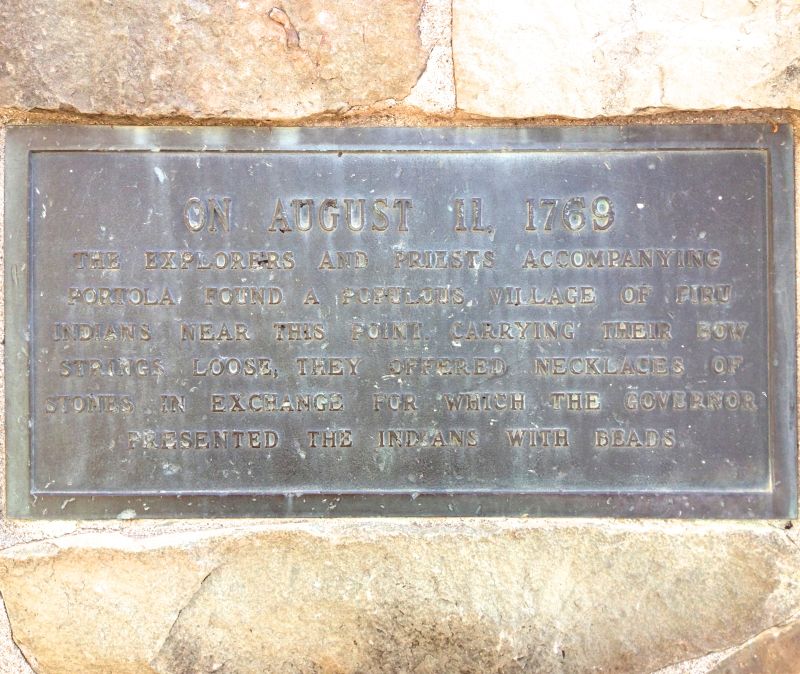 ON AUGUST 11, 1769
THE EXPLORERS AND PRIESTS ACCOMPANYING
PORTOLA FOUND A POPULOUS VILLAGE OF PIRU
INDIANS NEAR THIS POINT. CARRYING THEIR BOW
STRINGS LOOSE, THEY OFFERED NECKLACES OF
STONES IN EXCHANGE FOR WHICH THE GOVERNOR
PRESENTED THE INDIANS WITH BEADS.